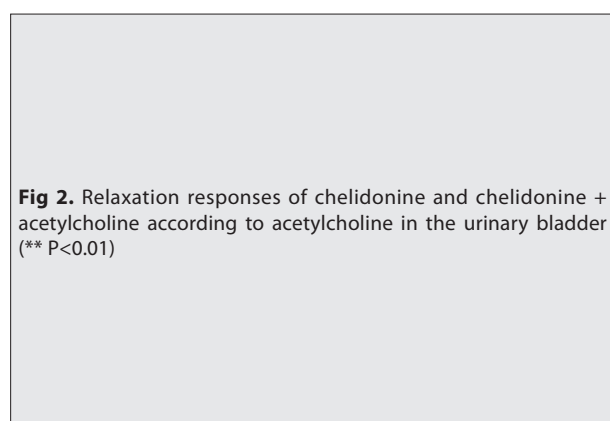 Fig 2. Relaxation responses of chelidonine and chelidonine +
acetylcholine according to acetylcholine in the urinary bladder
(** P<0.01)